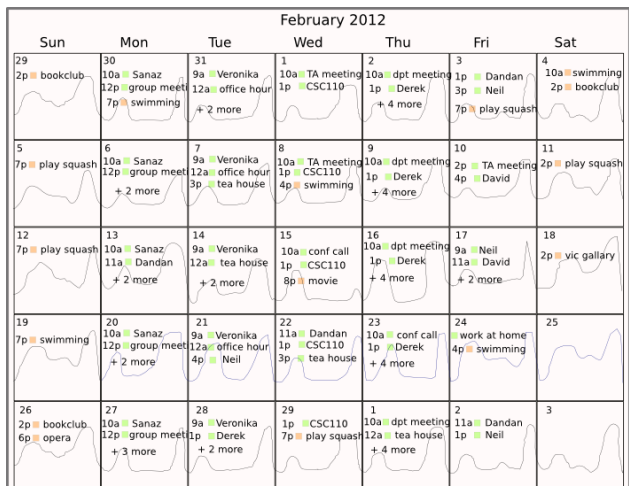 February 2012
Sun Mon Tue Wed Thu Fri Sat
29
2p bookclub
30
10a Sanaz
12p group meeti
7p swimming
31
9a Veronika
12a office hour
+ 2 more
1
10a TA meeting
1p CSC110
2
10a dpt meeting
1p Derek
+ 4 more
3
1p Dandan
3p Neil
7p play squash
4
10a swimming
2p bookclub
5
7p play squash
6
10a Sanaz
12p group meeti
+ 2 more
7
9a Veronika
12a office hour
3p tea house
8
10a TA meeting
1p CSC110
4p swimming
9
10a dpt meeting
1p Derek
+ 4 more
10
2p TA meeting
4p David
11
2p play squash
12
7p play squash
13
10a Sanaz
11a Dandan
+ 2 more
14
9a Veronika
12a tea house
+ 2 more
15
10a conf call
1p CSC110
8p movie
16
10a dpt meeting
1p Derek
+ 4 more
17
9a Neil
11a David
+ 2 more
18
2p vic gallary
19
7p swimming
20
10a Sanaz
12p group meeti
+ 2 more
21
9a Veronika
12a office hour
4p Neil
22
11a Dandan
1p CSC110
3p tea house
23
10a conf call
1p Derek
+ 4 more
24
work at home
4p swimming
25
26
2p bookclub
6p opera
27
10a Sanaz
12p group meeti
+ 3 more
28
9a Veronika
1p Derek
+ 2 more
29
1p CSC110
7p play squash
1
10a dpt meeting
12a tea house
+ 4 more
2
11a Dandan
1p Neil
3